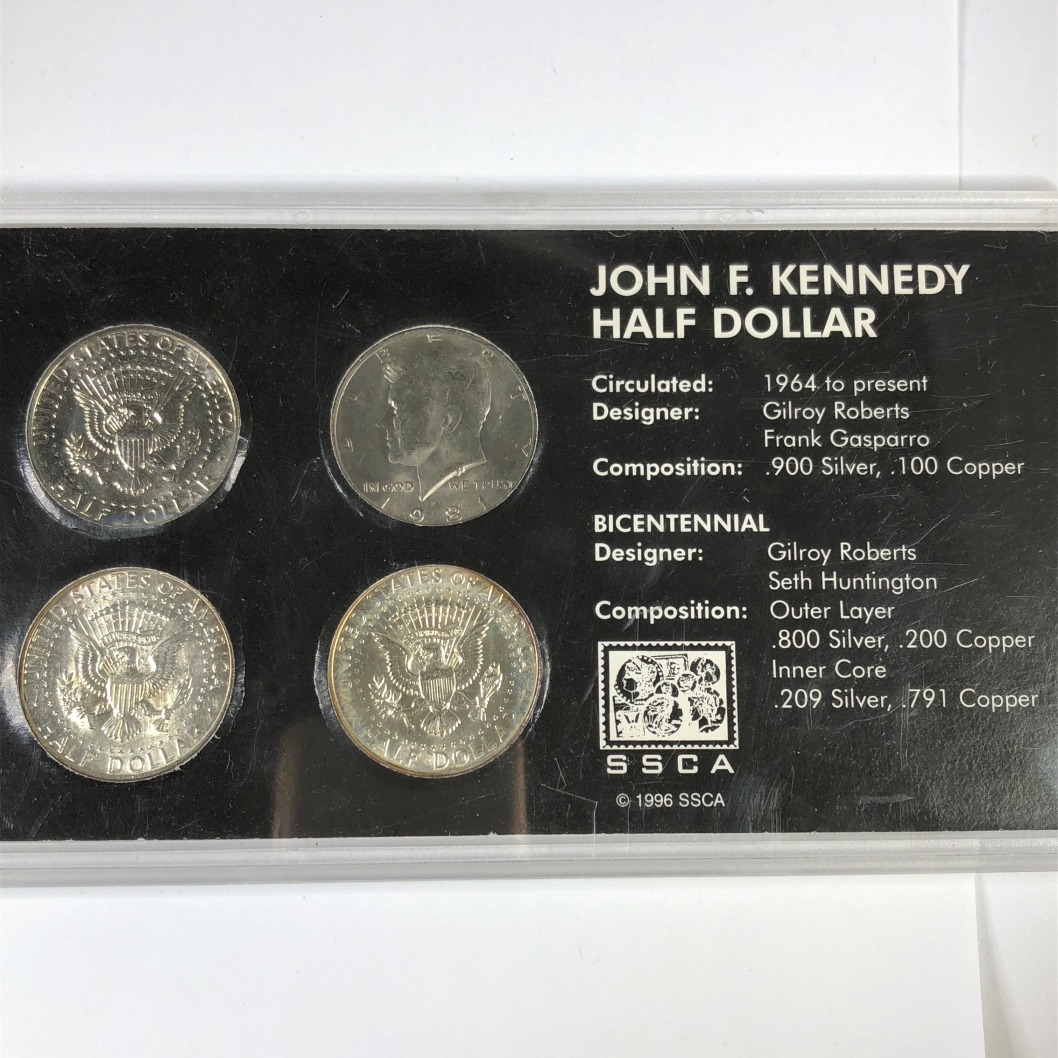 JOHN F. KENNEDY
HALF DOLLAR
Circulated: 1964 to present
Designer: Gilroy Roberts
Frank Gasparro
Composition: .900 Silver, .100 Copper
BICENTENNIAL
Designer: Gilroy Roberts
Seth Huntington
Composition: Outer Layer
.800 Silver, .200 Copper
Inner Core
.209 Silver, .791 Copper
SSCA
© 1996 SSCA
UNITED STATES OF AMERICA
HALF DOLLAR
LIBERTY
IN GOD WE TRUST
1981
UNITED STATES OF AMERICA
HALF DOLLAR
UNITED STATES OF AMERICA
HALF DOLLAR